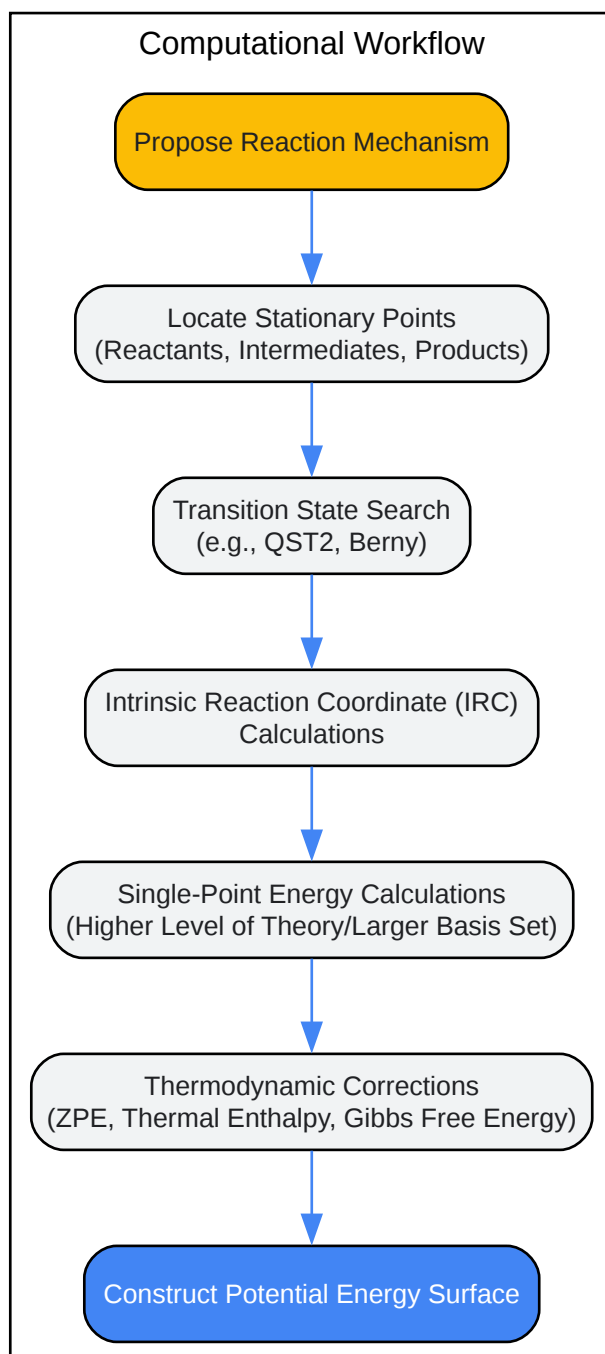 Computational Workflow
Propose Reaction Mechanism
Locate Stationary Points
(Reactants, Intermediates, Products)
Transition State Search
(e.g., QST2, Berny)
Intrinsic Reaction Coordinate (IRC)
Calculations
Single-Point Energy Calculations
(Higher Level of Theory/Larger Basis Set)
Thermodynamic Corrections
(ZPE, Thermal Enthalpy, Gibbs Free Energy)
Construct Potential Energy Surface